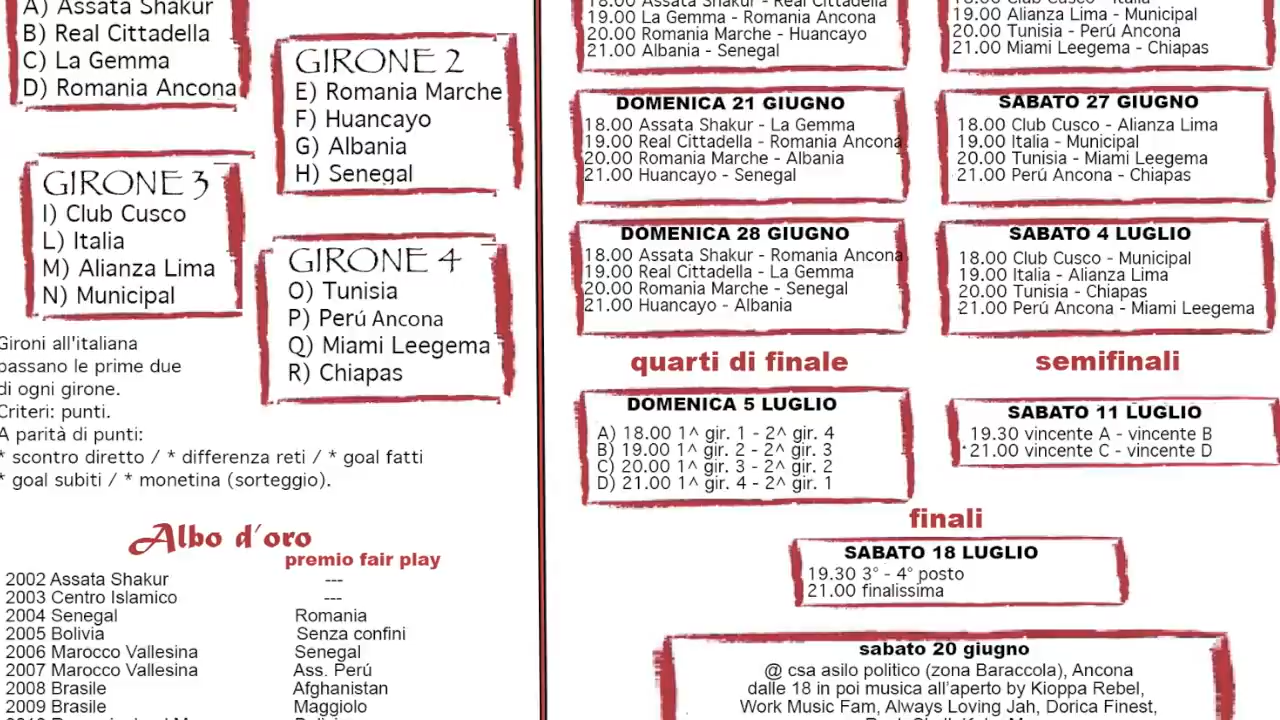 A) Assata Shakur
B) Real Cittadella
C) La Gemma
D) Romania Ancona
GIRONE 2
E) Romania Marche
F) Huancayo
G) Albania
H) Senegal
GIRONE 3
I) Club Cusco
L) Italia
M) Alianza Lima
N) Municipal
GIRONE 4
O) Tunisia
P) Perú Ancona
Q) Miami Leegema
R) Chiapas
Gironi all'italiana
passano le prime due
di ogni girone.
Criteri: punti.
A parità di punti:
* scontro diretto / * differenza reti / * goal fatti
* goal subiti / * monetina (sorteggio).
Albo d'oro
premio fair play
2002 Assata Shakur ---
2003 Centro Islamico ---
2004 Senegal Romania
2005 Bolivia Senza confini
2006 Marocco Vallesina Senegal
2007 Marocco Vallesina Ass. Perú
2008 Brasile Afghanistan
2009 Brasile Maggiolo
18.00 Assata Shakur - Real Cittadella
19.00 La Gemma - Romania Ancona
20.00 Romania Marche - Huancayo
21.00 Albania - Senegal
18.00 Club Cusco - Italia
19.00 Alianza Lima - Municipal
20.00 Tunisia - Perú Ancona
21.00 Miami Leegema - Chiapas
DOMENICA 21 GIUGNO
18.00 Assata Shakur - La Gemma
19.00 Real Cittadella - Romania Ancona
20.00 Romania Marche - Albania
21.00 Huancayo - Senegal
SABATO 27 GIUGNO
18.00 Club Cusco - Alianza Lima
19.00 Italia - Municipal
20.00 Tunisia - Miami Leegema
21.00 Perú Ancona - Chiapas
DOMENICA 28 GIUGNO
18.00 Assata Shakur - Romania Ancona
19.00 Real Cittadella - La Gemma
20.00 Romania Marche - Senegal
21.00 Huancayo - Albania
SABATO 4 LUGLIO
18.00 Club Cusco - Municipal
19.00 Italia - Alianza Lima
20.00 Tunisia - Chiapas
21.00 Perú Ancona - Miami Leegema
quarti di finale
DOMENICA 5 LUGLIO
A) 18.00 1^ gir. 1 - 2^ gir. 4
B) 19.00 1^ gir. 2 - 2^ gir. 3
C) 20.00 1^ gir. 3 - 2^ gir. 2
D) 21.00 1^ gir. 4 - 2^ gir. 1
semifinali
SABATO 11 LUGLIO
19.30 vincente A - vincente B
21.00 vincente C - vincente D
finali
SABATO 18 LUGLIO
19.30 3° - 4° posto
21.00 finalissima
sabato 20 giugno
@ csa asilo politico (zona Baraccola), Ancona
dalle 18 in poi musica all'aperto by Kioppa Rebel,
Work Music Fam, Always Loving Jah, Dorica Finest,